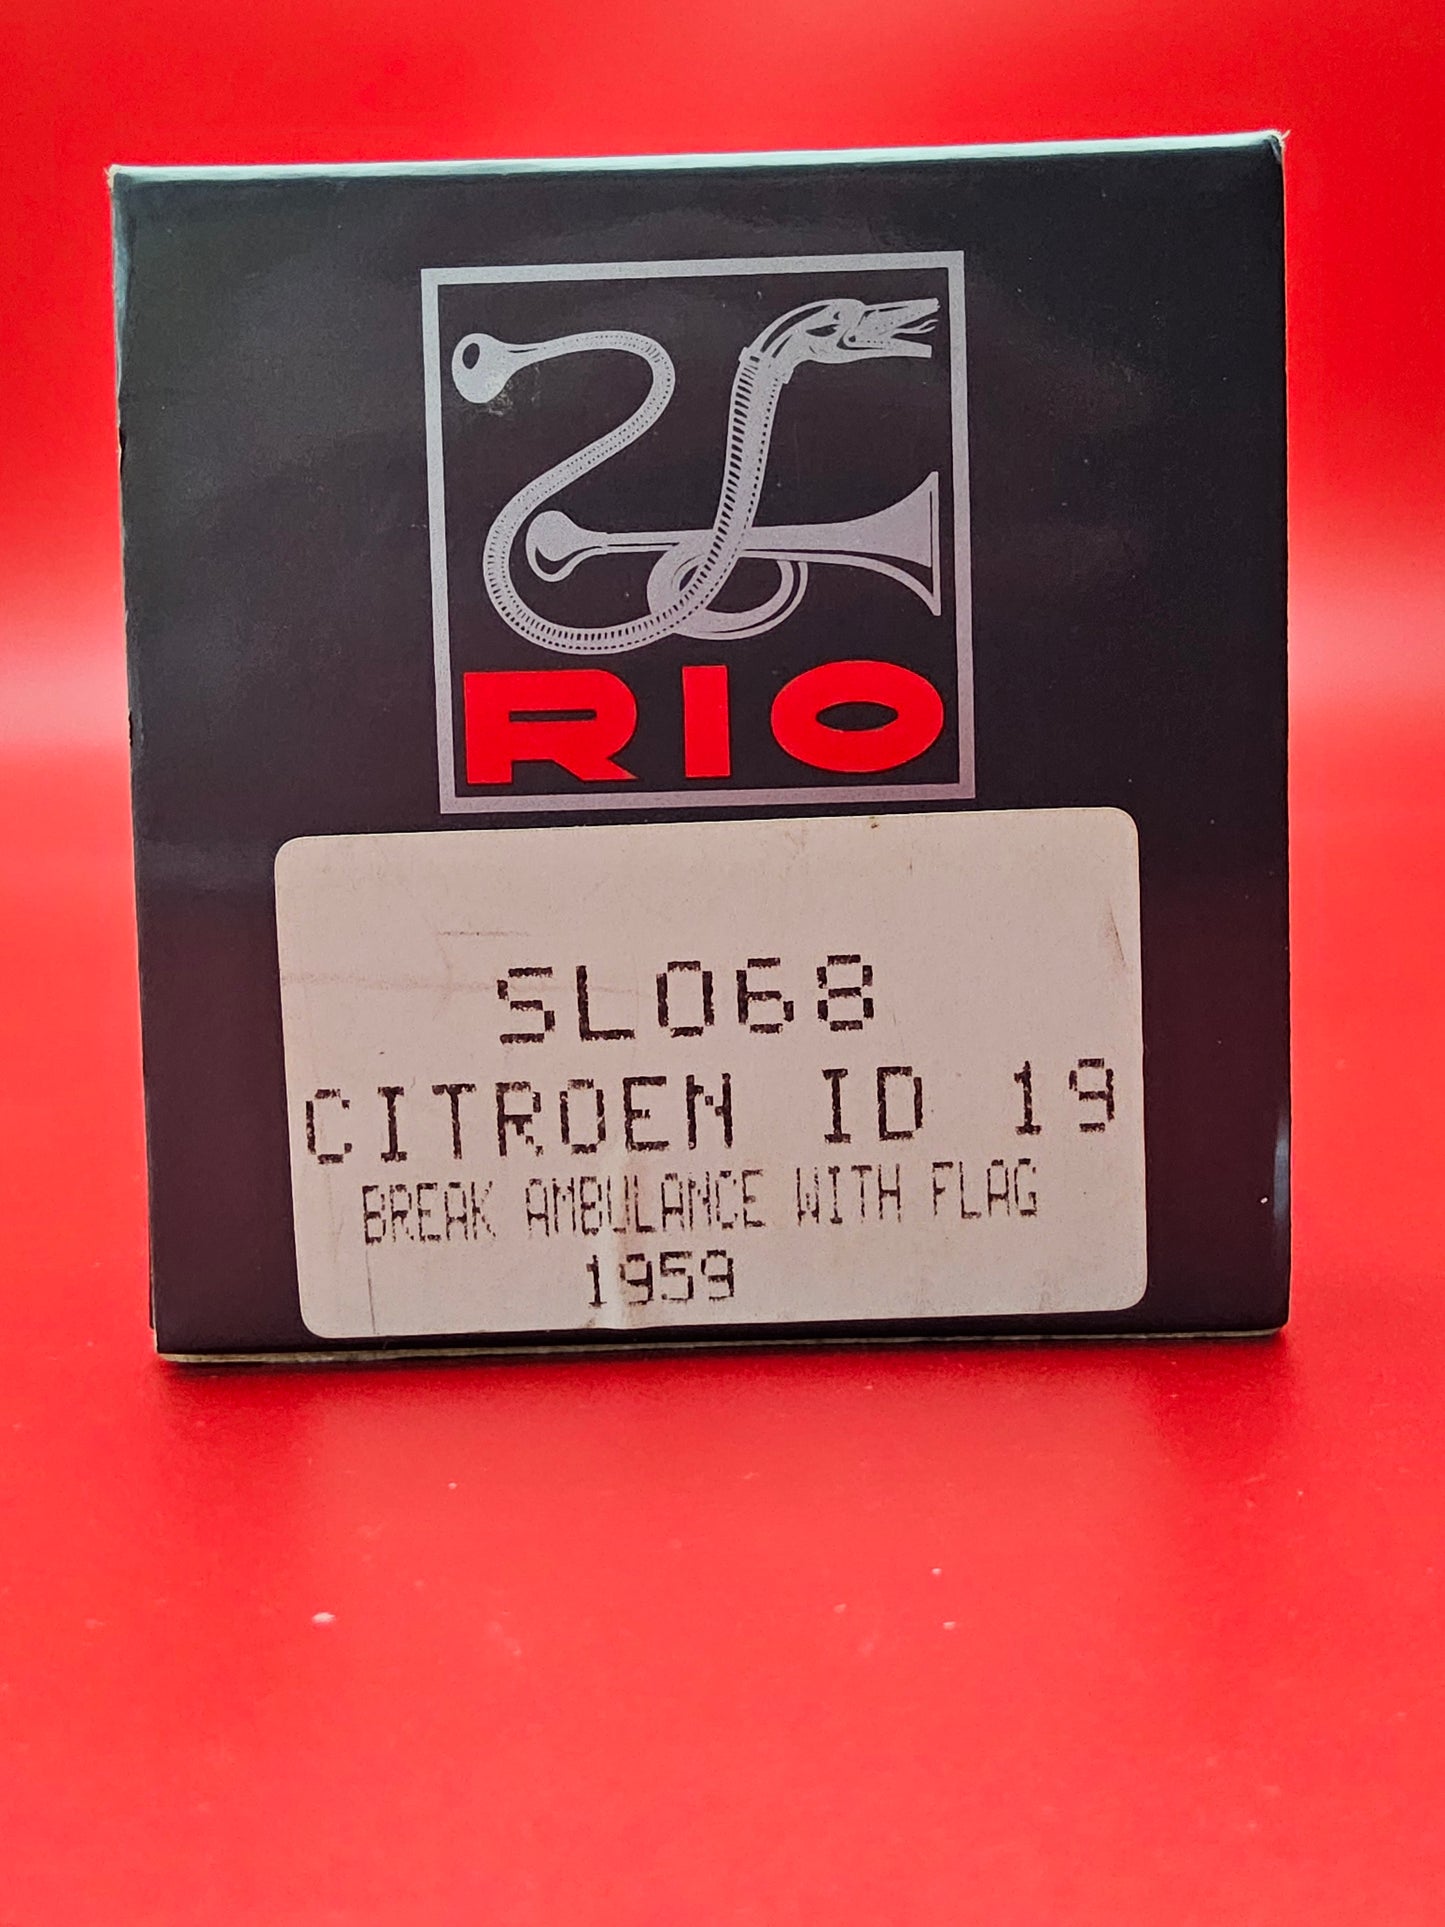 RIO
SL068
CITROEN ID 19
BREAK AMBULANCE WITH FLAG
1959